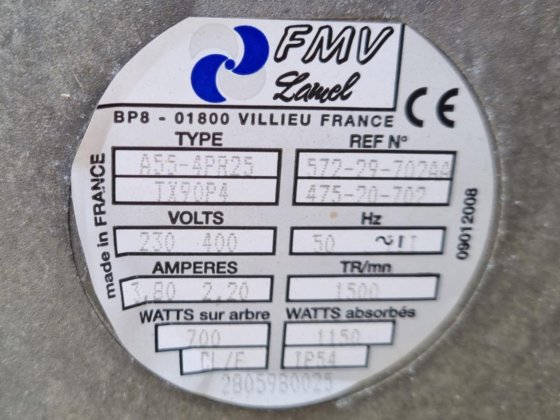 FMV
Lamel
BP8 - 01800 VILLIEU FRANCE
CE
TYPE REF N°
A55-4PR25 572-29-702AA
TX90P4 475-20-702
VOLTS Hz
230 400 50
AMPERES TR/mn
3,80 2,20 1500
WATTS sur arbre WATTS absorbés
700 1150
CL/F IP54
2805980025
made in FRANCE
09012008